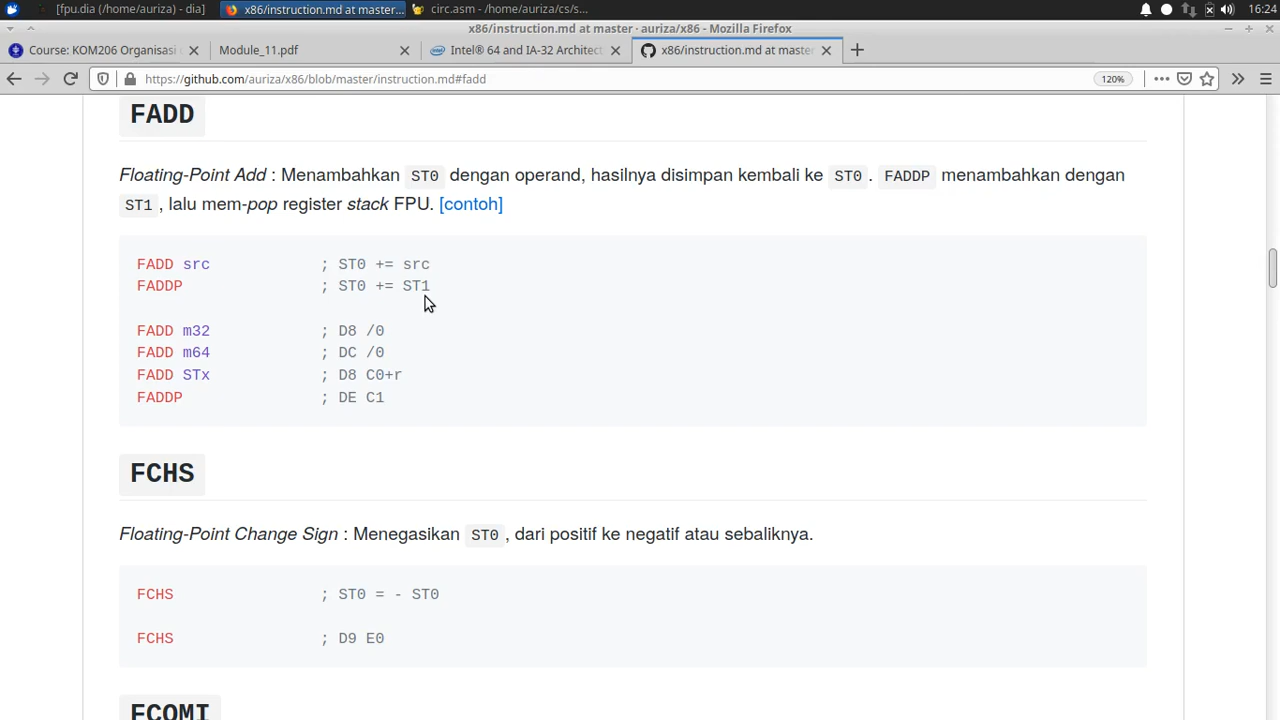 [fpu.dia (/home/auriza) - dia]
x86/instruction.md at master...
circ.asm - /home/auriza/cs/s...
16:24
x86/instruction.md at master · auriza/x86 - Mozilla Firefox
Course: KOM206 Organisasi
Module_11.pdf
Intel® 64 and IA-32 Architect
x86/instruction.md at master
https://github.com/auriza/x86/blob/master/instruction.md#fadd
120%
FADD
Floating-Point Add : Menambahkan ST0 dengan operand, hasilnya disimpan kembali ke ST0 . FADDP menambahkan dengan
ST1 , lalu mem-pop register stack FPU. [contoh]
FADD src ; ST0 += src
FADDP ; ST0 += ST1
FADD m32 ; D8 /0
FADD m64 ; DC /0
FADD STx ; D8 C0+r
FADDP ; DE C1
FCHS
Floating-Point Change Sign : Menegasikan ST0 , dari positif ke negatif atau sebaliknya.
FCHS ; ST0 = - ST0
FCHS ; D9 E0
FCOMI